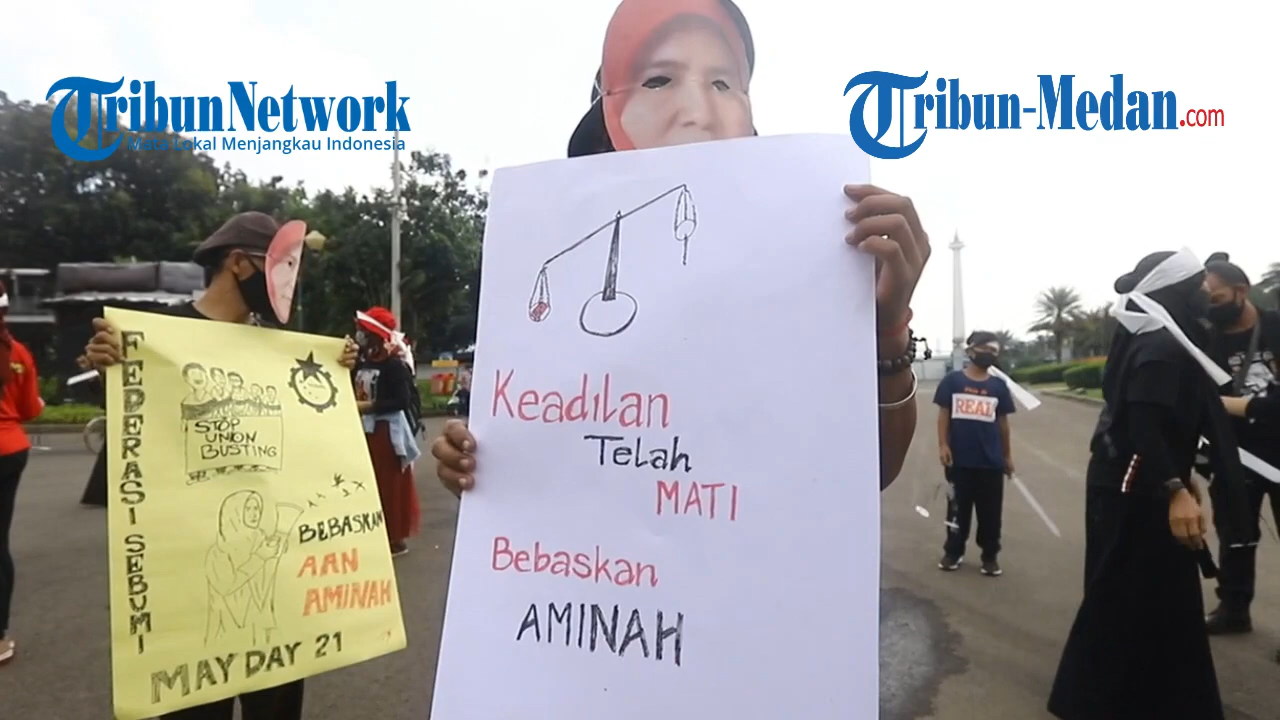 TribunNetwork
Mata Lokal Menjangkau Indonesia
Tribun-Medan.com
Keadilan
Telah
MATI
Bebaskan
AMINAH
FEDERASI SEBUMI
STOP
UNION
BUSTING
BEBASKAN
AAN
AMINAH
MAY DAY 21
REAL